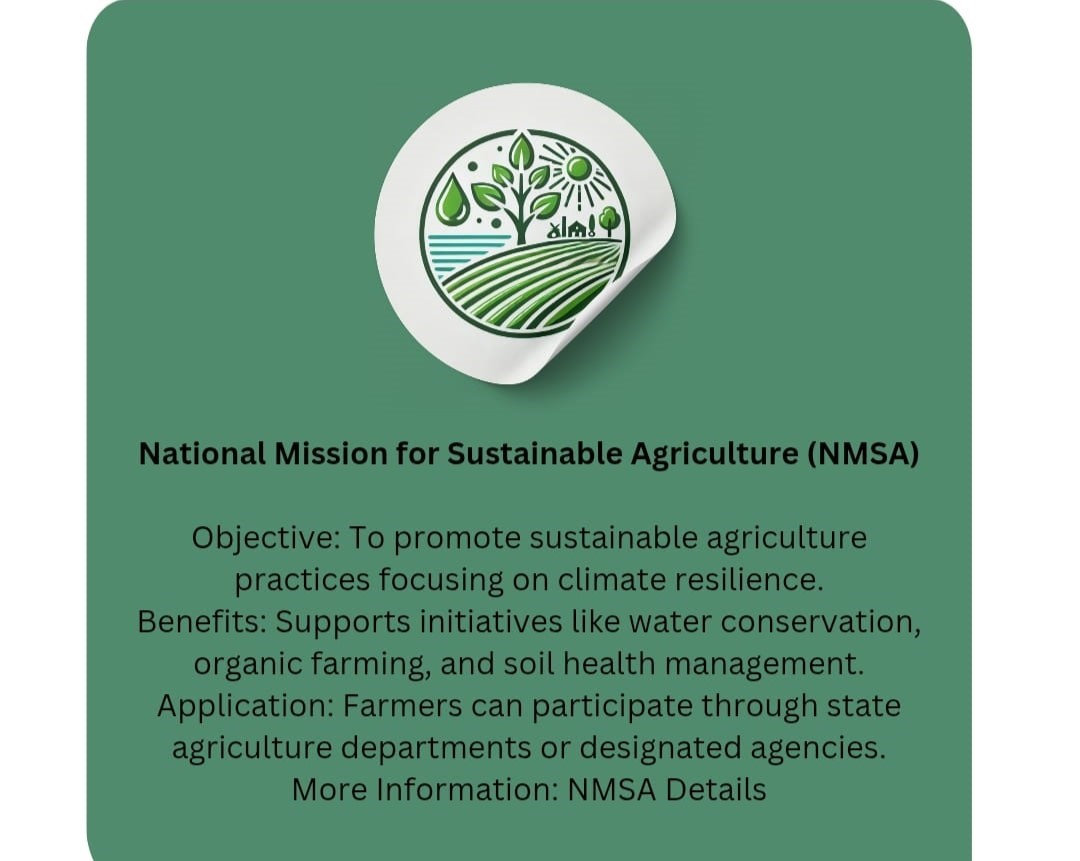 National Mission for Sustainable Agriculture (NMSA)
Objective: To promote sustainable agriculture
practices focusing on climate resilience.
Benefits: Supports initiatives like water conservation,
organic farming, and soil health management.
Application: Farmers can participate through state
agriculture departments or designated agencies.
More Information: NMSA Details